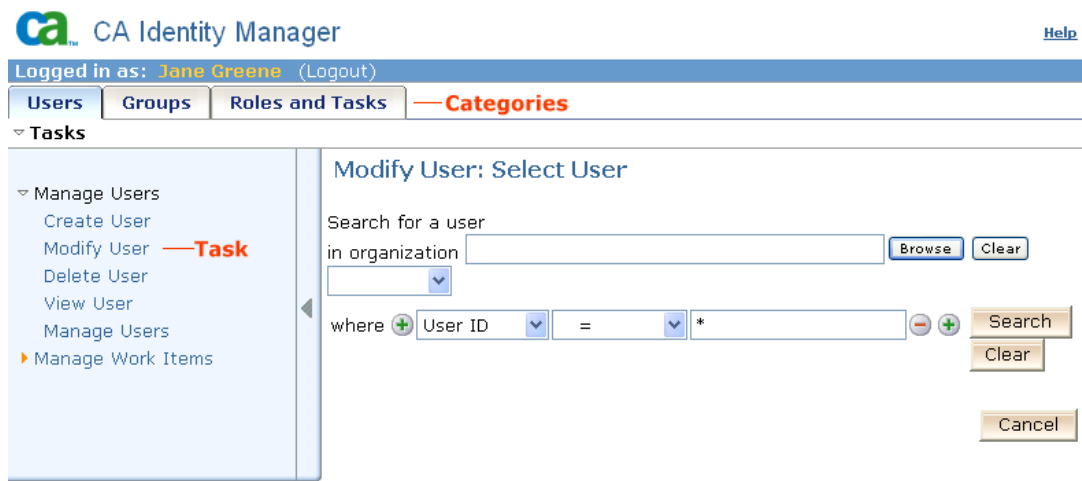 ca™ CA Identity Manager
Help
Logged in as: Jane Greene (Logout)
Users Groups Roles and Tasks Categories
Tasks
Modify User: Select User
Manage Users
Create User
Modify User Task
Delete User
View User
Manage Users
Manage Work Items
Search for a user
in organization Browse Clear
where User ID = * Search
Clear
Cancel